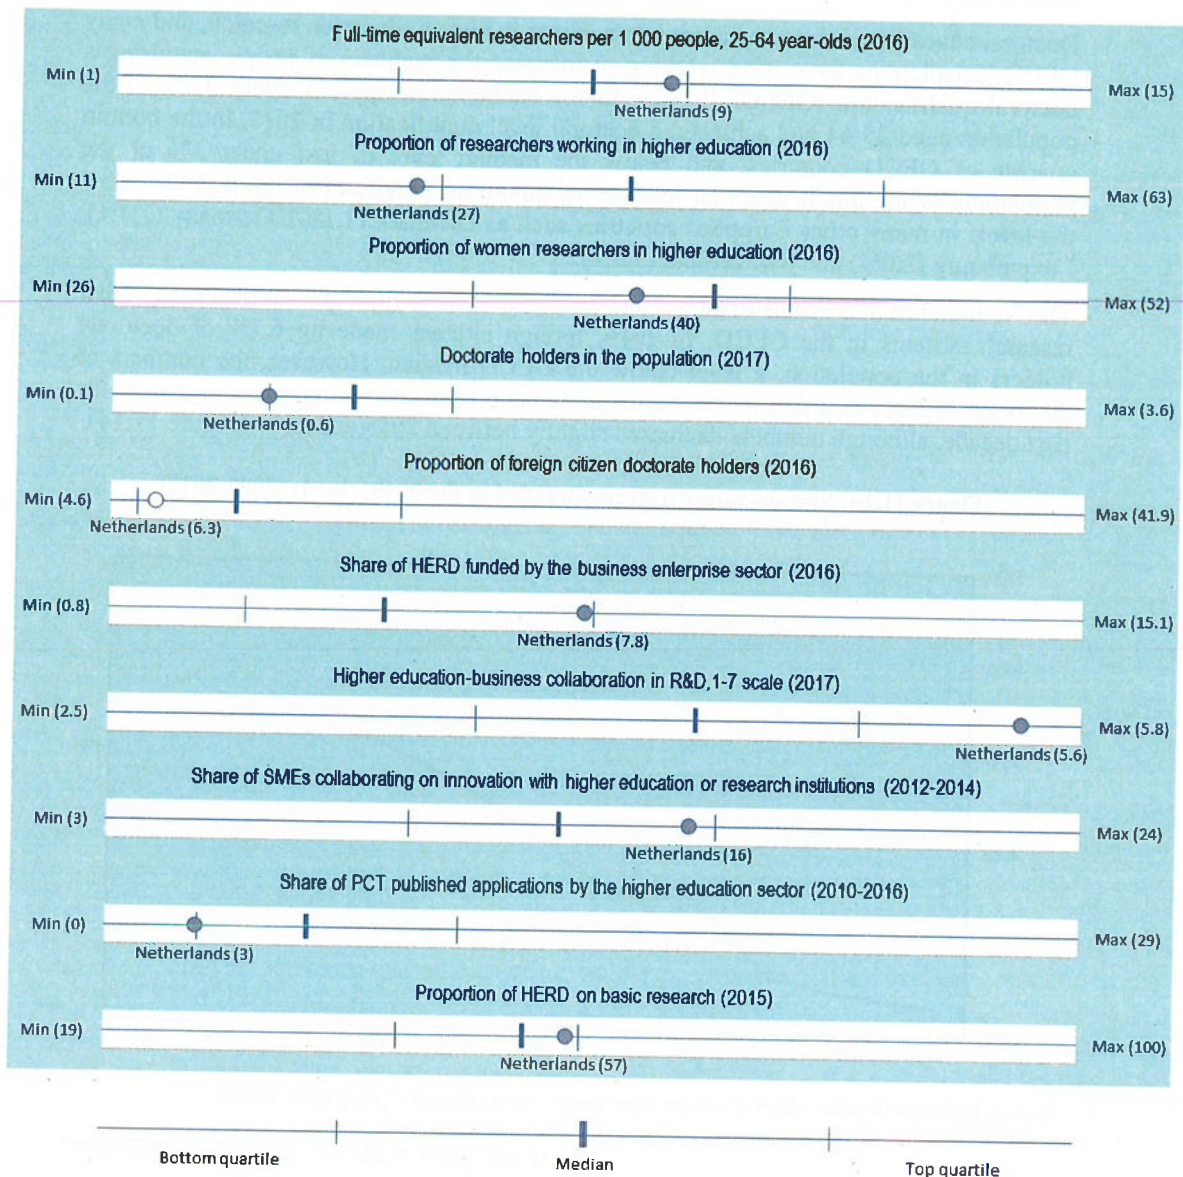 Full-time equivalent researchers per 1 000 people, 25-64 year-olds (2016)
Min (1)
Max (15)
Netherlands (9)
Proportion of researchers working in higher education (2016)
Min (11)
Max (63)
Netherlands (27)
Proportion of women researchers in higher education (2016)
Min (26)
Max (52)
Netherlands (40)
Doctorate holders in the population (2017)
Min (0.1)
Max (3.6)
Netherlands (0.6)
Proportion of foreign citizen doctorate holders (2016)
Min (4.6)
Max (41.9)
Netherlands (6.3)
Share of HERD funded by the business enterprise sector (2016)
Min (0.8)
Max (15.1)
Netherlands (7.8)
Higher education-business collaboration in R&D,1-7 scale (2017)
Min (2.5)
Max (5.8)
Netherlands (5.6)
Share of SMEs collaborating on innovation with higher education or research institutions (2012-2014)
Min (3)
Max (24)
Netherlands (16)
Share of PCT published applications by the higher education sector (2010-2016)
Min (0)
Max (29)
Netherlands (3)
Proportion of HERD on basic research (2015)
Min (19)
Max (100)
Netherlands (57)
Bottom quartile
Median
Top quartile